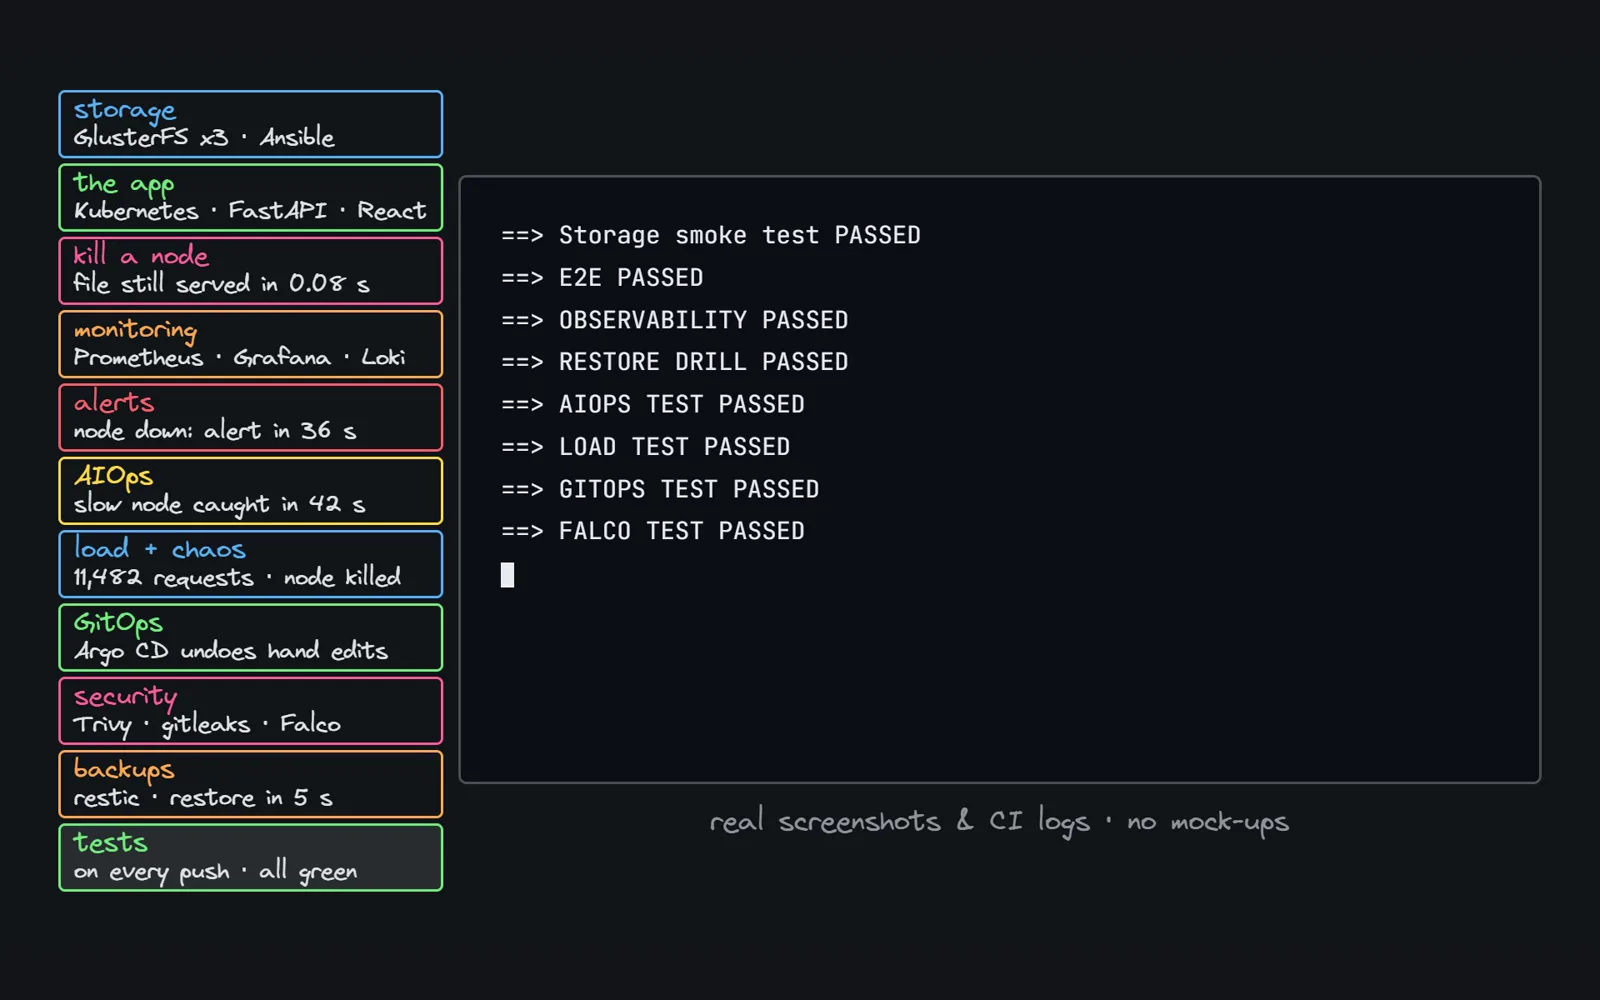 storage
GlusterFS x3 · Ansible
the app
Kubernetes · FastAPI · React
kill a node
file still served in 0.08 s
monitoring
Prometheus · Grafana · Loki
alerts
node down: alert in 36 s
AIOps
slow node caught in 42 s
load + chaos
11,482 requests · node killed
GitOps
Argo CD undoes hand edits
security
Trivy · gitleaks · Falco
backups
restic · restore in 5 s
tests
on every push · all green
==> Storage smoke test PASSED
==> E2E PASSED
==> OBSERVABILITY PASSED
==> RESTORE DRILL PASSED
==> AIOPS TEST PASSED
==> LOAD TEST PASSED
==> GITOPS TEST PASSED
==> FALCO TEST PASSED
real screenshots & CI logs · no mock-ups